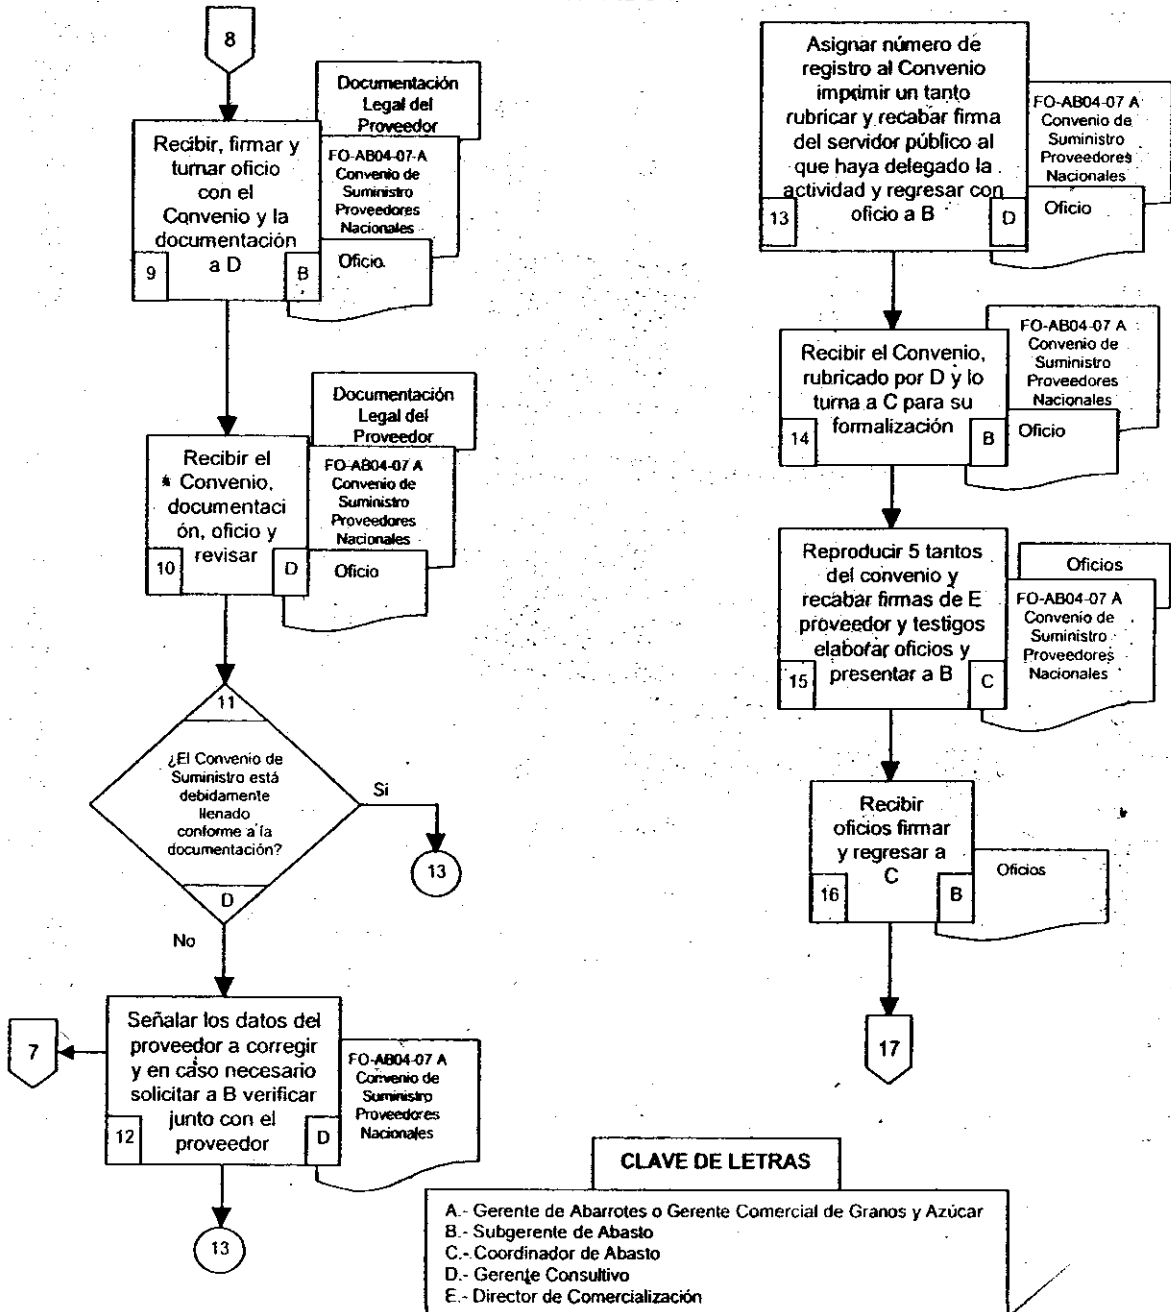 8
Documentación
Legal del
Proveedor
Recibir, firmar y
turnar oficio
con el
Convenio y la
documentación
a D
9
B
FO-AB04-07-A
Convenio de
Suministro
Proveedores
Nacionales
Oficio.
Documentación
Legal del
Proveedor
Recibir el
Convenio,
documentaci
ón, oficio y
revisar
10
D
FO-AB04-07 A
Convenio de
Suministro
Proveedores
Nacionales
Oficio
11
¿El Convenio de
Suministro está
debidamente
llenado
conforme a la
documentación?
D
Si
13
No
Señalar los datos del
proveedor a corregir
y en caso necesario
solicitar a B verificar
junto con el
proveedor
12
D
7
FO-AB04-07 A
Convenio de
Suministro
Proveedores
Nacionales
13
Asignar número de
registro al Convenio
imprimir un tanto
rubricar y recabar firma
del servidor público al
que haya delegado la
actividad y regresar con
oficio a B
13
D
FO-AB04-07 A
Convenio de
Suministro
Proveedores
Nacionales
Oficio
Recibir el Convenio,
rubricado por D y lo
turna a C para su
formalización
14
B
FO-AB04-07 A
Convenio de
Suministro
Proveedores
Nacionales
Oficio
Reproducir 5 tantos
del convenio y
recabar firmas de E
proveedor y testigos
elaborar oficios y
presentar a B
15
C
Oficios
FO-AB04-07 A
Convenio de
Suministro
Proveedores
Nacionales
Recibir
oficios firmar
y regresar a
C
16
B
Oficios
17
CLAVE DE LETRAS
A.- Gerente de Abarrotes o Gerente Comercial de Granos y Azúcar
B.- Subgerente de Abasto
C.- Coordinador de Abasto
D.- Gerente Consultivo
E.- Director de Comercialización